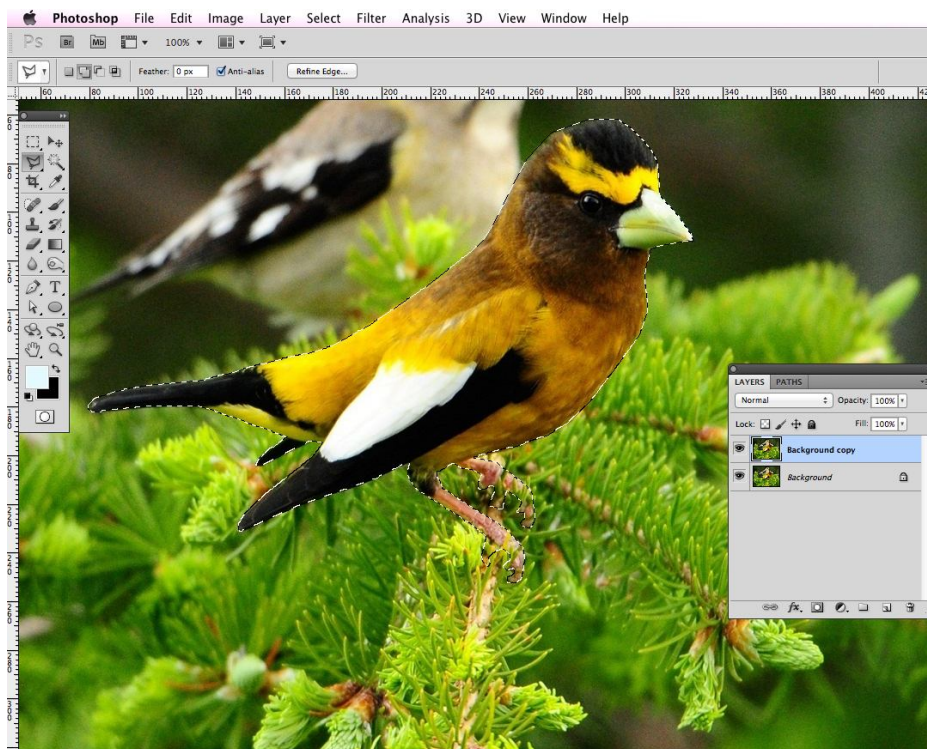 Photoshop File Edit Image Layer Select Filter Analysis 3D View Window Help
Ps Br Mb 100%
Feather: 0 px Anti-alias Refine Edge...
60 80 100 120 140 160 180 200 220 240 260 280 300 320 340 360 380 400
T
LAYERS PATHS
Normal Opacity: 100%
Lock: Fill: 100%
Background copy
Background
fx.